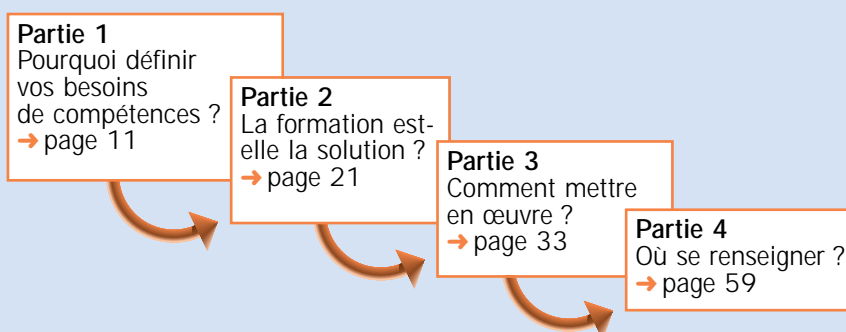 Partie 1
Pourquoi définir
vos besoins
de compétences ?
➜ page 11
Partie 2
La formation est-
elle la solution ?
➜ page 21
Partie 3
Comment mettre
en œuvre ?
➜ page 33
Partie 4
Où se renseigner ?
➜ page 59